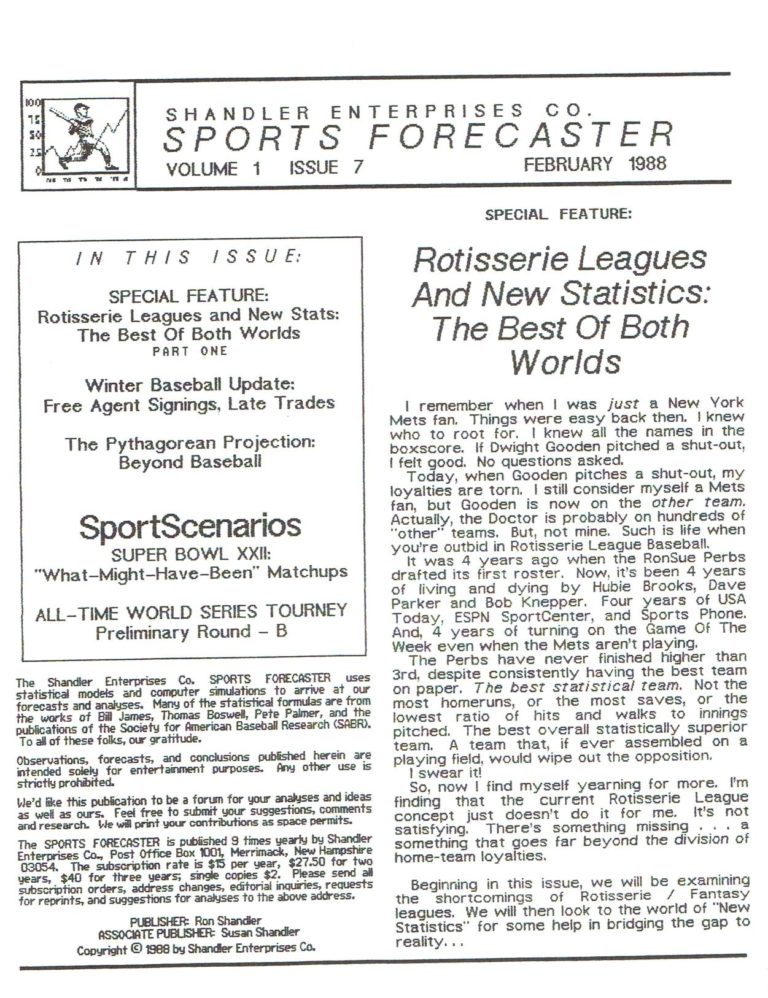 100
75
50
25
0
SHANDLER ENTERPRISES CO.
SPORTS FORECASTER
VOLUME 1 ISSUE 7 FEBRUARY 1988
IN THIS ISSUE:
SPECIAL FEATURE:
Rotisserie Leagues and New Stats:
The Best Of Both Worlds
PART ONE
Winter Baseball Update:
Free Agent Signings, Late Trades
The Pythagorean Projection:
Beyond Baseball
SportScenarios
SUPER BOWL XXII:
"What-Might-Have-Been" Matchups
ALL-TIME WORLD SERIES TOURNEY
Preliminary Round - B
The Shandler Enterprises Co. SPORTS FORECASTER uses
statistical models and computer simulations to arrive at our
forecasts and analyses. Many of the statistical formulas are from
the works of Bill James, Thomas Boswell, Pete Palmer, and the
publications of the Society for American Baseball Research (SABR).
To all of these folks, our gratitude.
Observations, forecasts, and conclusions published herein are
intended solely for entertainment purposes. Any other use is
strictly prohibited.
We'd like this publication to be a forum for your analyses and ideas
as well as ours. Feel free to submit your suggestions, comments
and research. We will print your contributions as space permits.
The SPORTS FORECASTER is published 9 times yearly by Shandler
Enterprises Co., Post Office Box 1001, Merrimack, New Hampshire
03054. The subscription rate is $15 per year, $27.50 for two
years, $40 for three years; single copies $2. Please send all
subscription orders, address changes, editorial inquiries, requests
for reprints, and suggestions for analyses to the above address.
PUBLISHER: Ron Shandler
ASSOCIATE PUBLISHER: Susan Shandler
Copyright © 1988 by Shandler Enterprises Co.
SPECIAL FEATURE:
Rotisserie Leagues
And New Statistics:
The Best Of Both
Worlds
I remember when I was just a New York
Mets fan. Things were easy back then. I knew
who to root for. I knew all the names in the
boxscore. If Dwight Gooden pitched a shut-out,
I felt good. No questions asked.
Today, when Gooden pitches a shut-out, my
loyalties are torn. I still consider myself a Mets
fan, but Gooden is now on the other team.
Actually, the Doctor is probably on hundreds of
"other" teams. But, not mine. Such is life when
you're outbid in Rotisserie League Baseball.
It was 4 years ago when the RonSue Perbs
drafted its first roster. Now, it's been 4 years
of living and dying by Hubie Brooks, Dave
Parker and Bob Knepper. Four years of USA
Today, ESPN SportCenter, and Sports Phone.
And, 4 years of turning on the Game Of The
Week even when the Mets aren't playing.
The Perbs have never finished higher than
3rd, despite consistently having the best team
on paper. The best statistical team. Not the
most homeruns, or the most saves, or the
lowest ratio of hits and walks to innings
pitched. The best overall statistically superior
team. A team that, if ever assembled on a
playing field, would wipe out the opposition.
I swear it!
So, now I find myself yearning for more. I'm
finding that the current Rotisserie League
concept just doesn't do it for me. It's not
satisfying. There's something missing . . . a
something that goes far beyond the division of
home-team loyalties.
Beginning in this issue, we will be examining
the shortcomings of Rotisserie / Fantasy
leagues. We will then look to the world of "New
Statistics" for some help in bridging the gap to
reality...